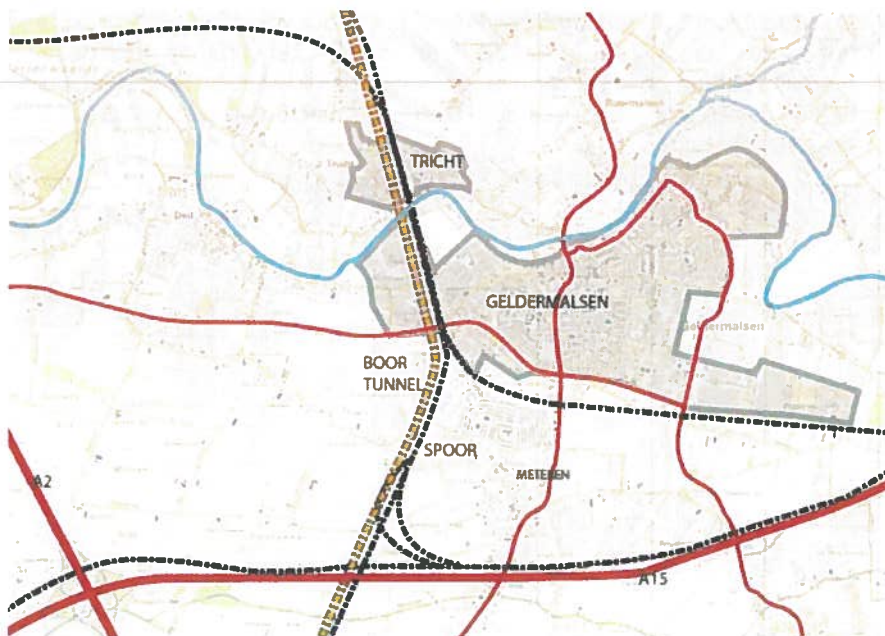 TRICHT
GELDERMALSEN
Geldermalsen
BOOR
TUNNEL
SPOOR
METEREN
A2
A15